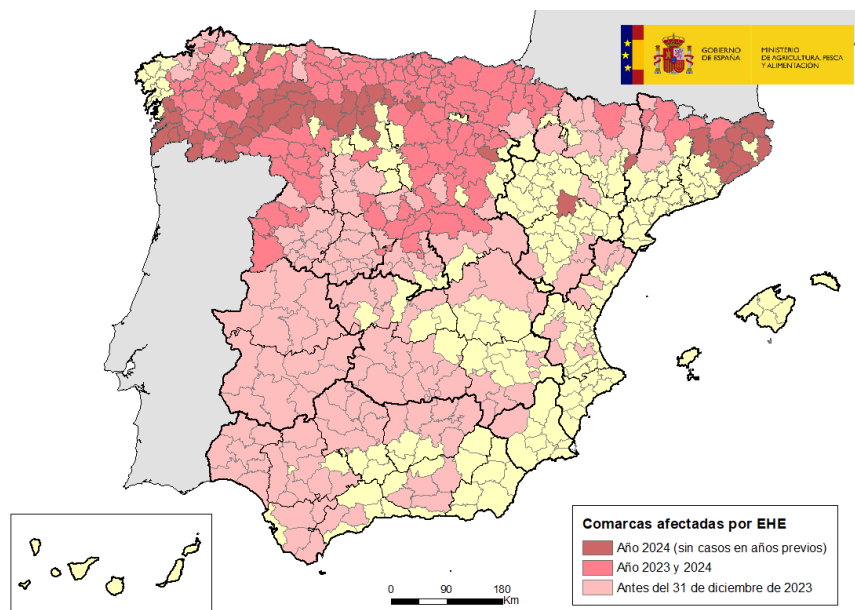 GOBIERNO
DE ESPAÑA
MINISTERIO
DE AGRICULTURA, PESCA
Y ALIMENTACIÓN
Comarcas afectadas por EHE
Año 2024 (sin casos en años previos)
Año 2023 y 2024
Antes del 31 de diciembre de 2023
0 90 180
Km